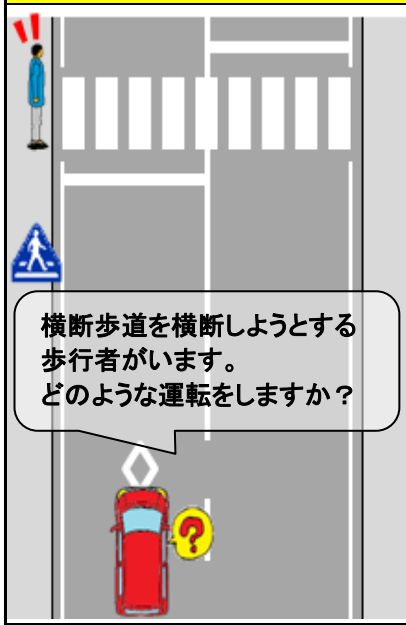 横断歩道を横断しようとする
歩行者がいます。
どのような運転をしますか？
?